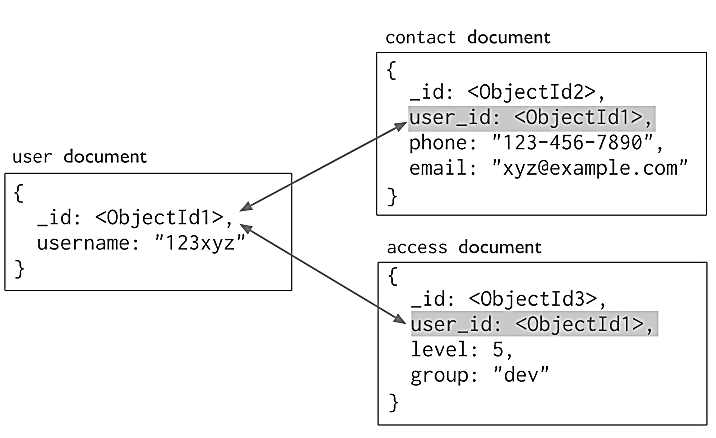 user document
{
_id: <ObjectId1>,
username: "123xyz"
}
contact document
{
_id: <ObjectId2>,
user_id: <ObjectId1>,
phone: "123-456-7890",
email: "xyz@example.com"
}
access document
{
_id: <ObjectId3>,
user_id: <ObjectId1>,
level: 5,
group: "dev"
}